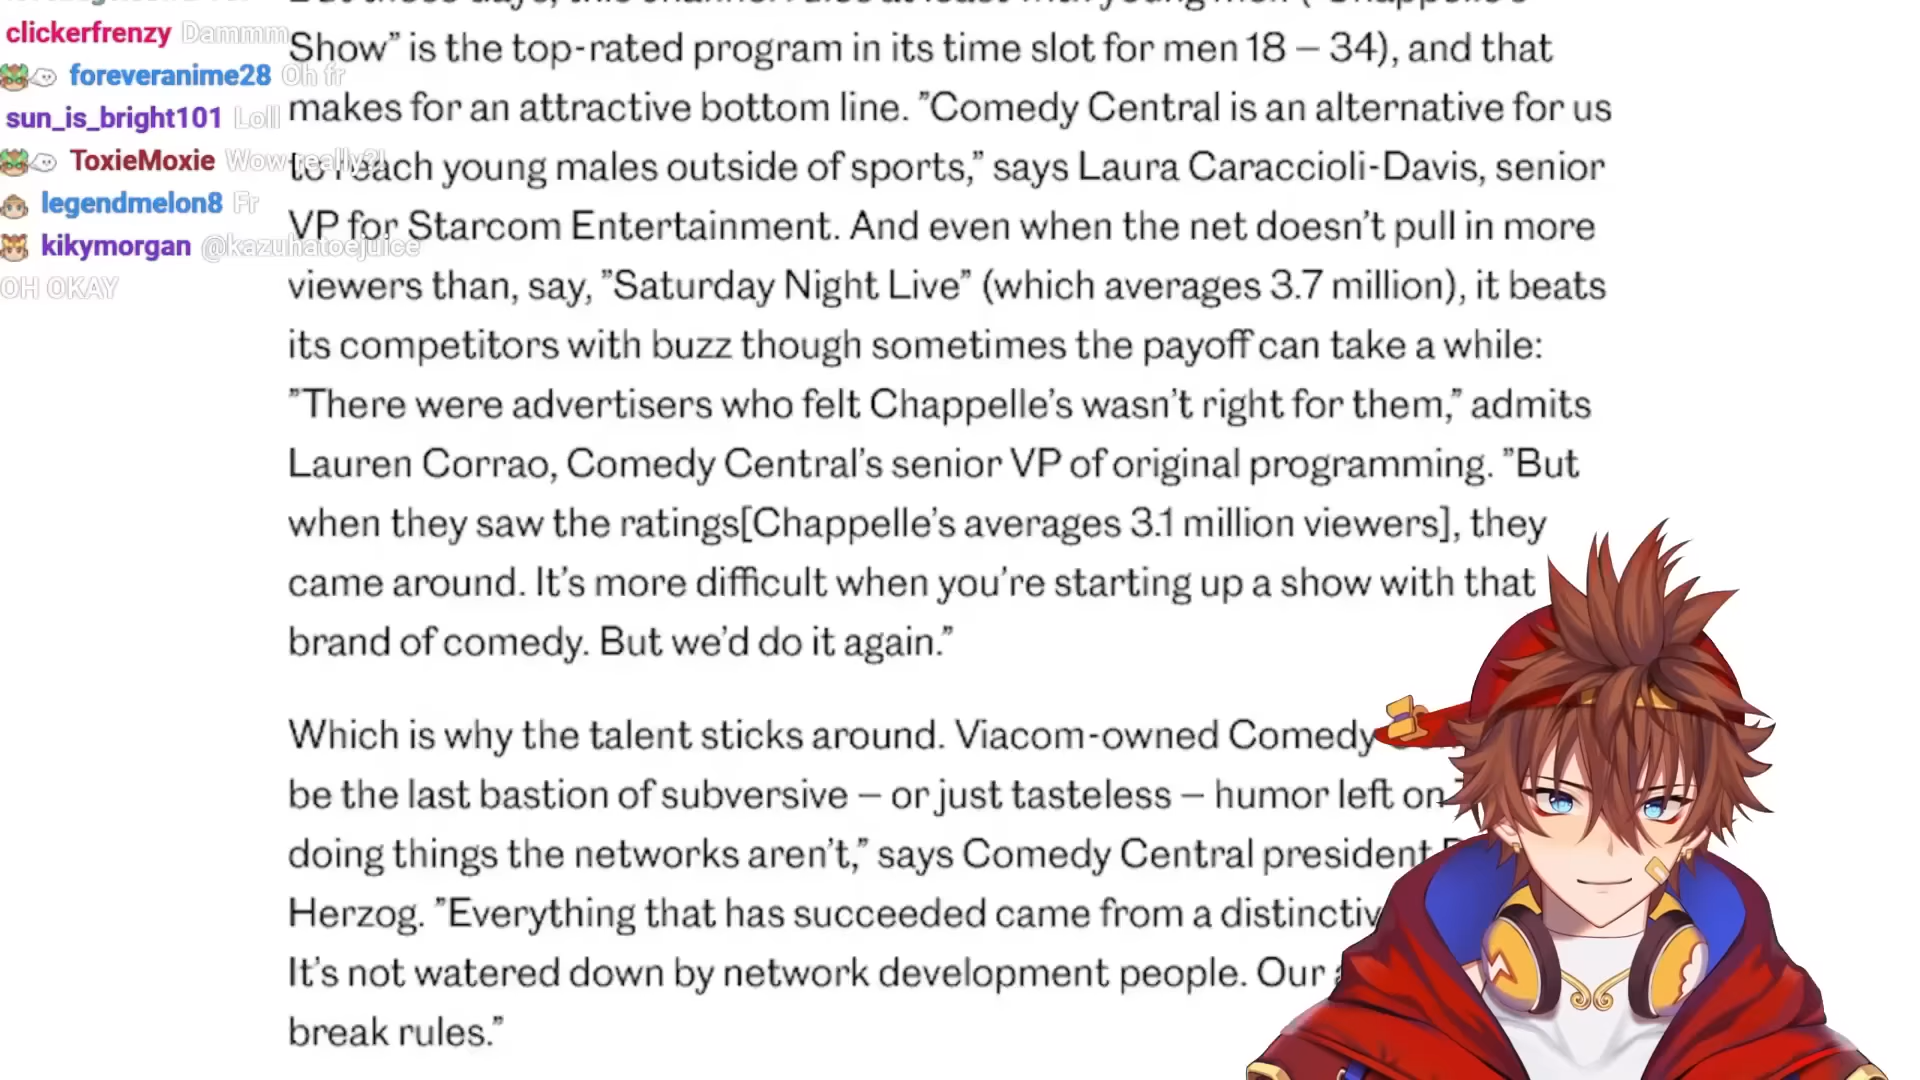 clickerfrenzy Dammm
foreveranime28 Oh fr
sun_is_bright101 Loll
ToxieMoxie Wow really?!
legendmelon8 Fr
kikymorgan @kazuhatoejuice
OH OKAY
Show” is the top-rated program in its time slot for men 18 – 34), and that
makes for an attractive bottom line. ”Comedy Central is an alternative for us
to reach young males outside of sports,” says Laura Caraccioli-Davis, senior
VP for Starcom Entertainment. And even when the net doesn’t pull in more
viewers than, say, ”Saturday Night Live” (which averages 3.7 million), it beats
its competitors with buzz though sometimes the payoff can take a while:
”There were advertisers who felt Chappelle’s wasn’t right for them,” admits
Lauren Corrao, Comedy Central’s senior VP of original programming. ”But
when they saw the ratings[Chappelle’s averages 3.1 million viewers], they
came around. It’s more difficult when you’re starting up a show with that
brand of comedy. But we’d do it again.”
Which is why the talent sticks around. Viacom-owned Comedy
be the last bastion of subversive – or just tasteless – humor left on
doing things the networks aren’t,” says Comedy Central president
Herzog. ”Everything that has succeeded came from a
It’s not watered down by network development people. Our
break rules.”